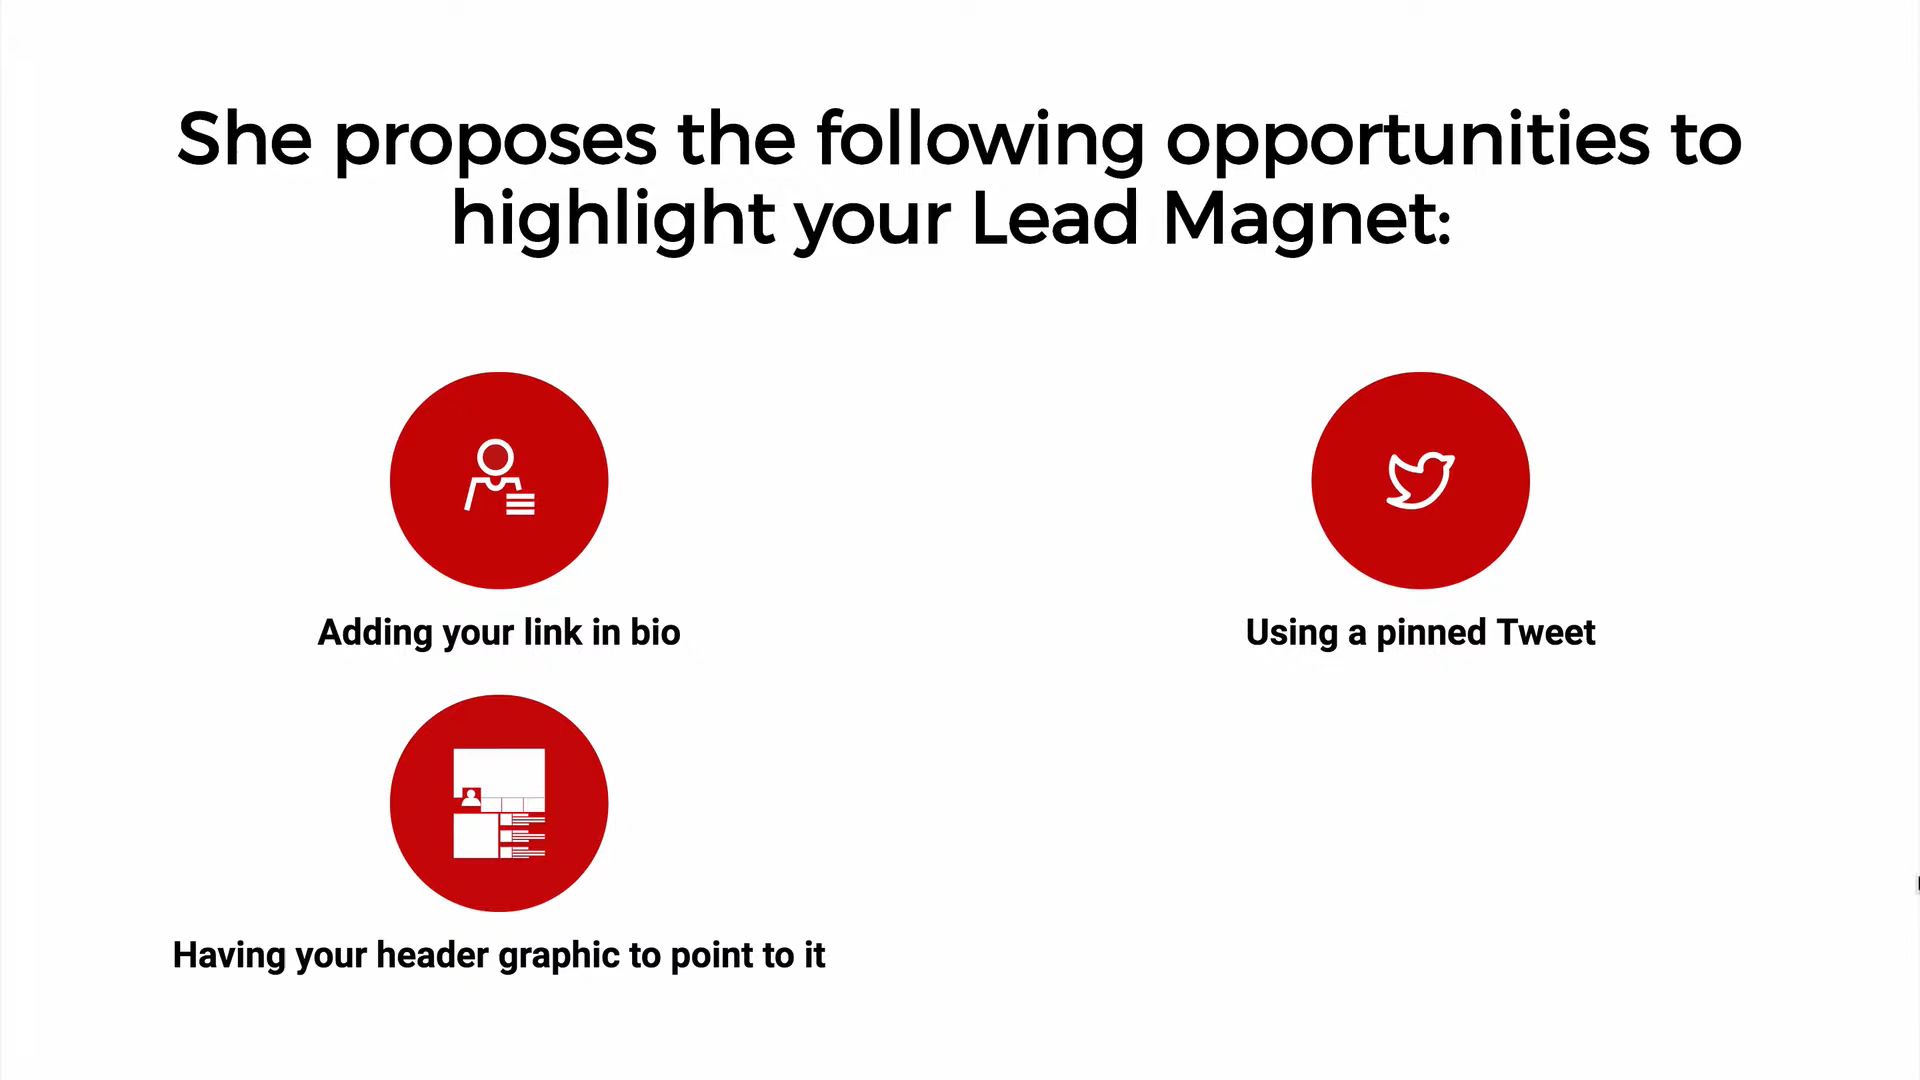 She proposes the following opportunities to
highlight your Lead Magnet:
Adding your link in bio
Using a pinned Tweet
Having your header graphic to point to it